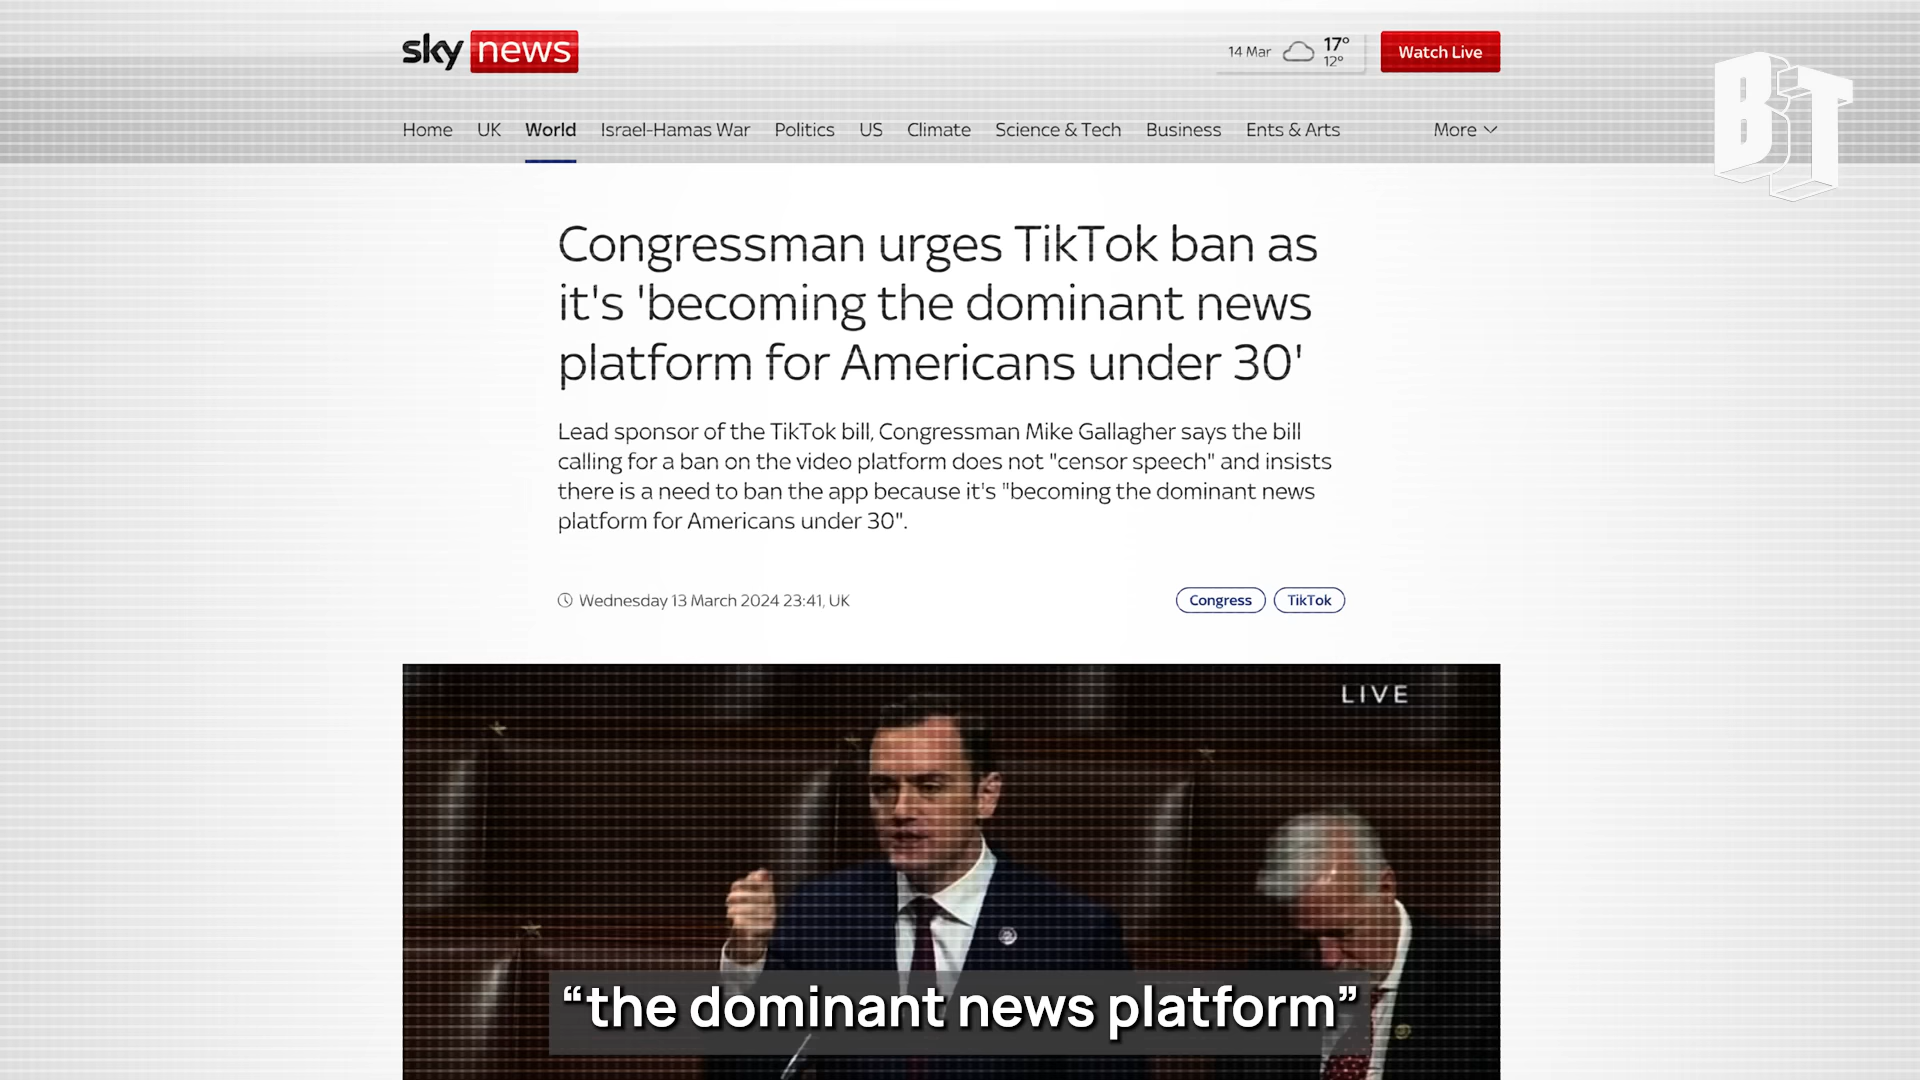 sky news
14 Mar
17°
12°
Watch Live
BT
Home UK World Israel-Hamas War Politics US Climate Science & Tech Business Ents & Arts More
Congressman urges TikTok ban as
it's 'becoming the dominant news
platform for Americans under 30'
Lead sponsor of the TikTok bill, Congressman Mike Gallagher says the bill
calling for a ban on the video platform does not "censor speech" and insists
there is a need to ban the app because it's "becoming the dominant news
platform for Americans under 30".
Wednesday 13 March 2024 23:41, UK
Congress TikTok
LIVE
“the dominant news platform”